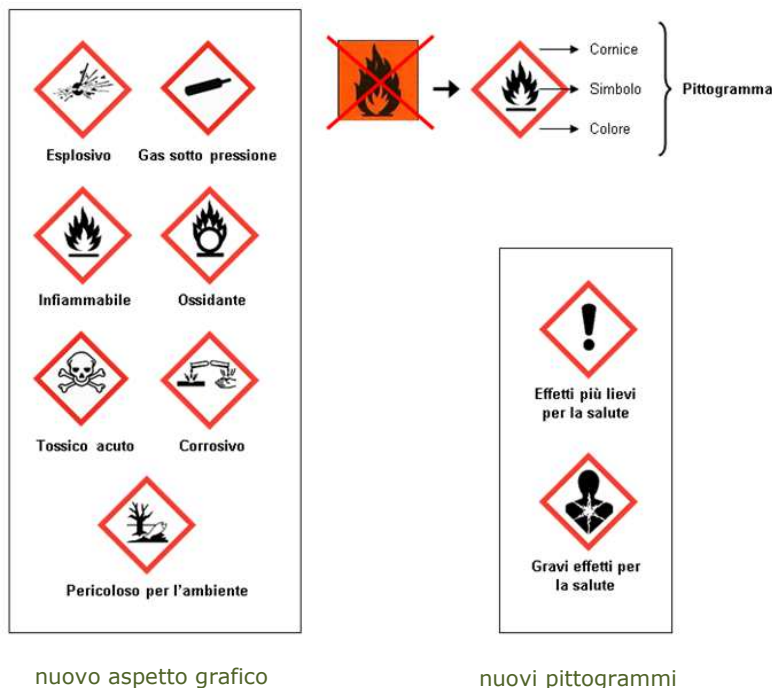 Esplosivo
Gas sotto pressione
Infiammabile
Ossidante
Tossico acuto
Corrosivo
Pericoloso per l'ambiente
nuovo aspetto grafico
Cornice
Simbolo
Colore
Pittogramma
Effetti più lievi
per la salute
Gravi effetti per
la salute
nuovi pittogrammi